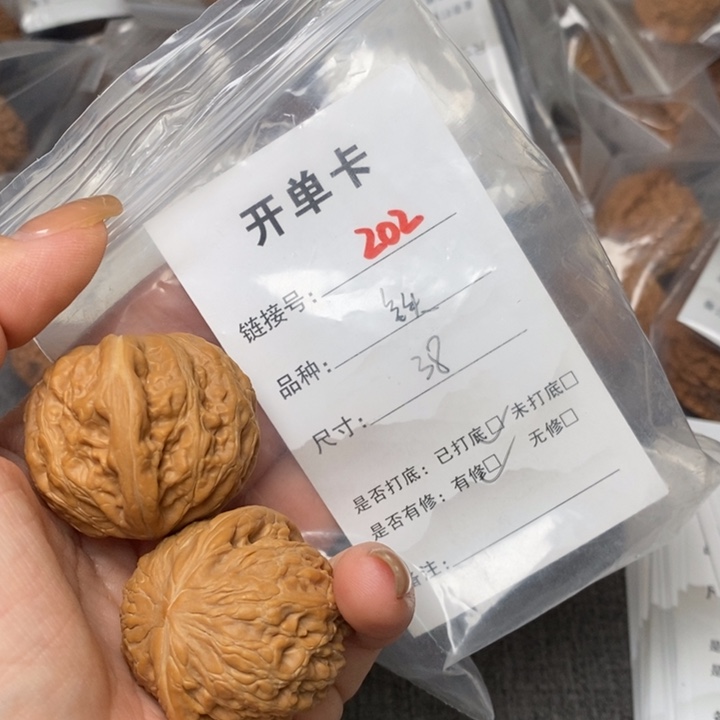 开单卡
链接号: 202
品种:
尺寸: 38
是否打底: 已打底☑ 未打底□
是否有修: 有修☑ 无修□
注: